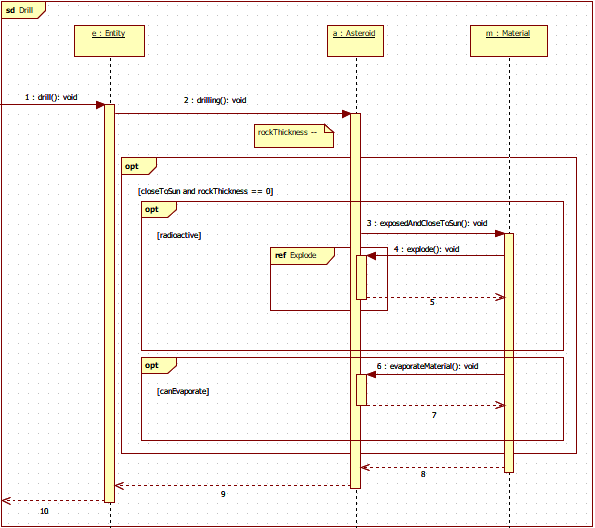 sd Drill
e : Entity
a : Asteroid
m : Material
1 : drill(): void
2 : drilling(): void
rockThickness --
opt
[closeToSun and rockThickness == 0]
opt
3 : exposedAndCloseToSun(): void
[radioactive]
4 : explode(): void
ref Explode
5
opt
6 : evaporateMaterial(): void
[canEvaporate]
7
8
9
10